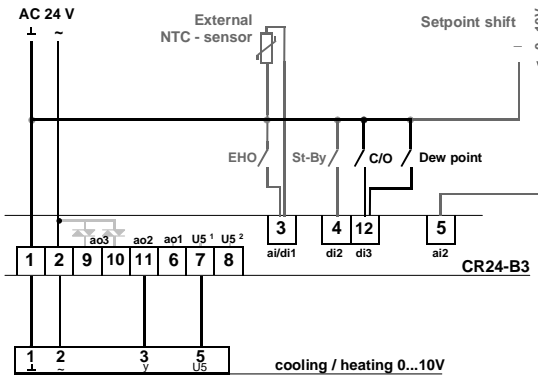 AC 24 V
⊥ ~
External
NTC - sensor
Setpoint shift
EHO
St-By
C/O
Dew point
3 4 12 5
ai/di1 di2 di3 ai2
ao3 ao2 ao1 U5 1 U5 2
1 2 9 10 11 6 7 8
CR24-B3
1 2 3 5
⊥ ~ y U5
cooling / heating 0...10V